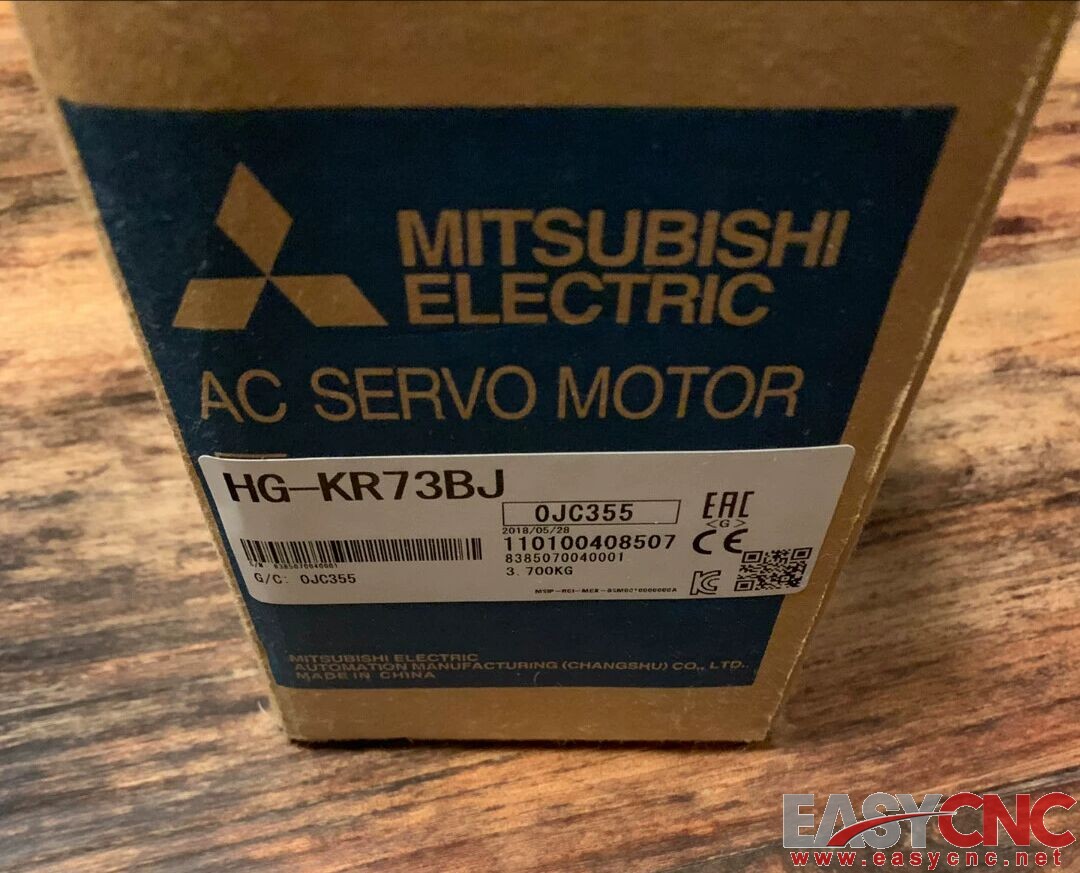 MITSUBISHI
ELECTRIC
AC SERVO MOTOR
HG-KR73BJ
0JC355
2018/05/28
110100408507
8385070040001
3.700KG
S/N 8385070040001
G/C: 0JC355
EAC
<G>
CE
MITSUBISHI ELECTRIC
AUTOMATION MANUFACTURING (CHANGSHU) CO., LTD.
MADE IN CHINA
EASYCNC
www.easycnc.net